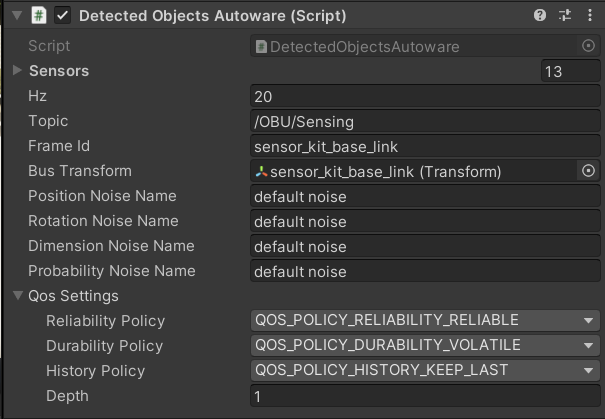 Detected Objects Autoware (Script)
Script DetectedObjectsAutoware
Sensors 13
Hz 20
Topic /OBU/Sensing
Frame Id sensor_kit_base_link
Bus Transform sensor_kit_base_link (Transform)
Position Noise Name default noise
Rotation Noise Name default noise
Dimension Noise Name default noise
Probability Noise Name default noise
Qos Settings
Reliability Policy QOS_POLICY_RELIABILITY_RELIABLE
Durability Policy QOS_POLICY_DURABILITY_VOLATILE
History Policy QOS_POLICY_HISTORY_KEEP_LAST
Depth 1